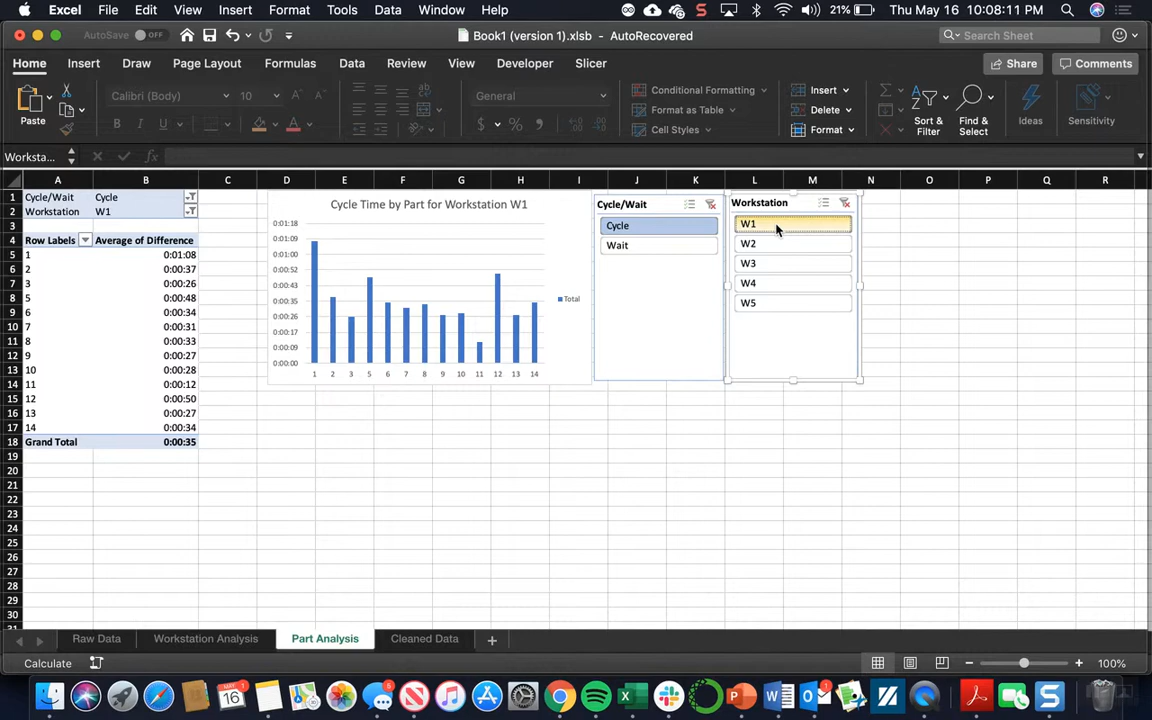 Excel File Edit View Insert Format Tools Data Window Help 21% Thu May 16 10:08:11 PM
AutoSave OFF Book1 (version 1).xlsb - AutoRecovered Search Sheet
Home Insert Draw Page Layout Formulas Data Review View Developer Insights Slicer Share Comments
Paste Calibri (Body) 10 General Conditional Formatting Format as Table Cell Styles Insert Delete Format Sort & Filter Find & Select Ideas Sensitivity
Worksta... fx
A B C D E F G H I J K L M N O P Q R
1 Cycle/Wait Cycle
2 Workstation W1
3
4 Row Labels Average of Difference
5 1 0:01:08
6 2 0:00:37
7 3 0:00:26
8 5 0:00:48
9 6 0:00:34
10 7 0:00:31
11 8 0:00:33
12 9 0:00:27
13 10 0:00:28
14 11 0:00:12
15 12 0:00:50
16 13 0:00:27
17 14 0:00:34
18 Grand Total 0:00:35
19
20
21
22
23
24
25
26
27
28
29
30
31
Cycle Time by Part for Workstation W1
0:01:18
0:01:09
0:01:00
0:00:52
0:00:43
0:00:35
0:00:26
0:00:17
0:00:09
0:00:00
1 2 3 5 6 7 8 9 10 11 12 13 14
Total
Cycle/Wait
Cycle
Wait
Workstation
W1
W2
W3
W4
W5
Raw Data Workstation Analysis Part Analysis Cleaned Data
Calculate 100%